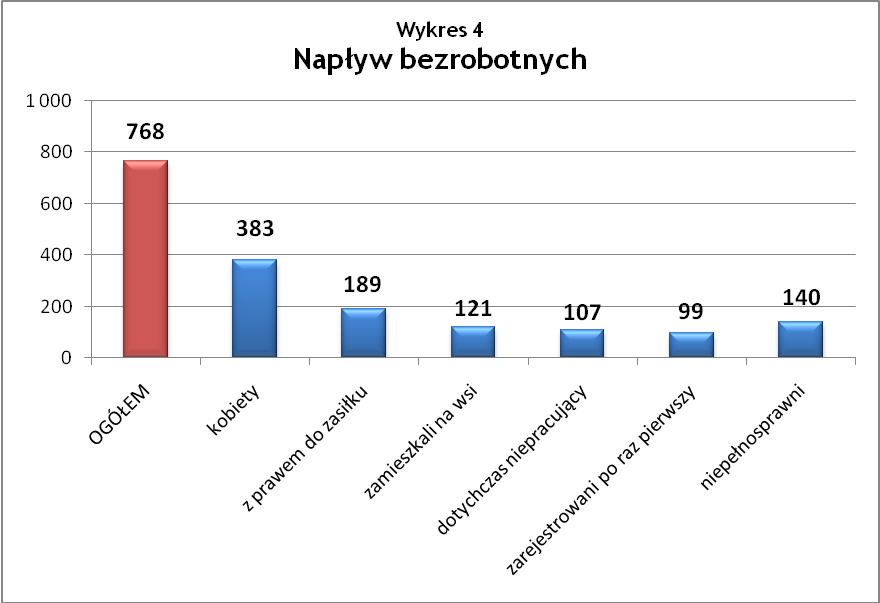 Wykres 4
Napływ bezrobotnych
1 000
800
600
400
200
0
768
383
189
121
107
99
140
OGÓŁEM
kobiety
z prawem do zasiłku
zamieszkali na wsi
dotychczas niepracujący
zarejestrowani po raz pierwszy
niepełnosprawni